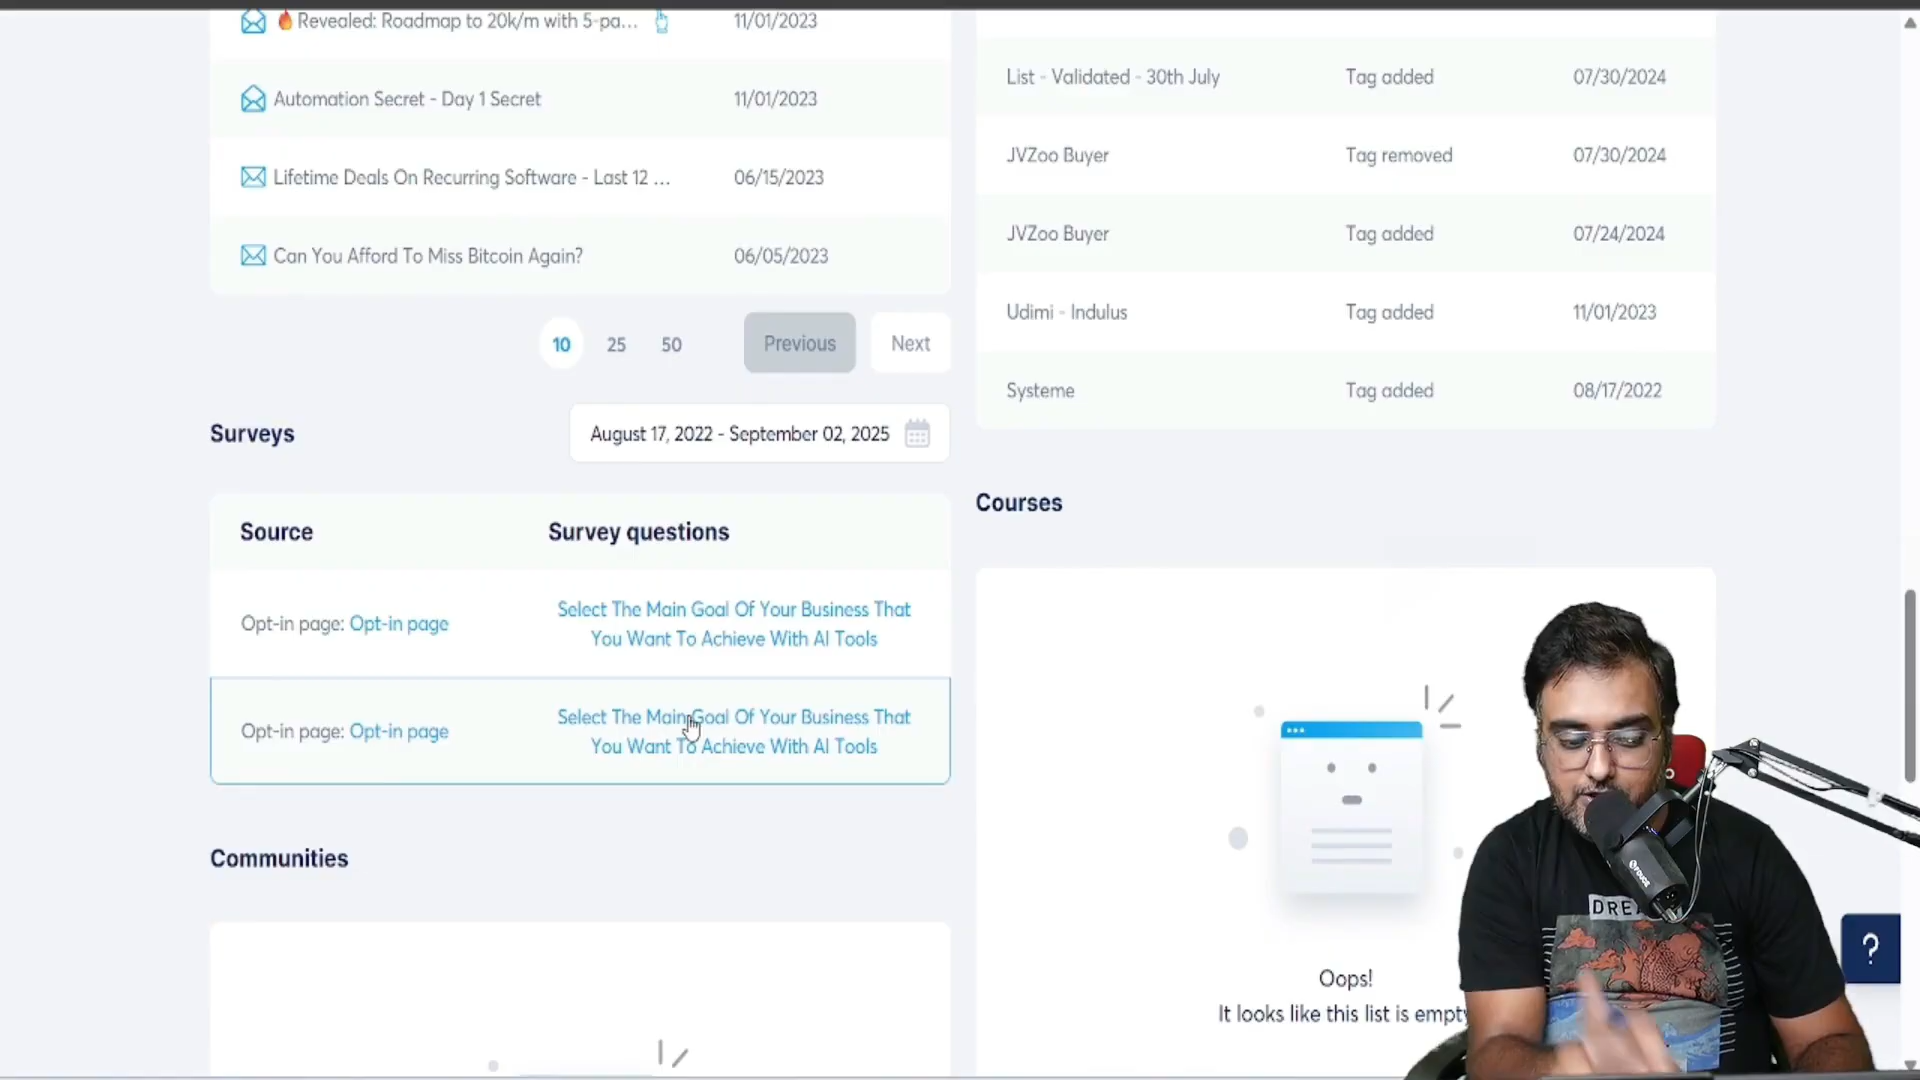 🔥Revealed: Roadmap to 20k/m with 5-pa... 11/01/2023
Automation Secret - Day 1 Secret 11/01/2023
Lifetime Deals On Recurring Software - Last 12 ... 06/15/2023
Can You Afford To Miss Bitcoin Again? 06/05/2023
10 25 50 Previous Next
Surveys August 17, 2022 - September 02, 2025
Source Survey questions
Opt-in page: Opt-in page
Select The Main Goal Of Your Business That
You Want To Achieve With AI Tools
Opt-in page: Opt-in page
Select The Main Goal Of Your Business That
You Want To Achieve With AI Tools
Communities
List - Validated - 30th July Tag added 07/30/2024
JVZoo Buyer Tag removed 07/30/2024
JVZoo Buyer Tag added 07/24/2024
Udimi - Indulus Tag added 11/01/2023
Systeme Tag added 08/17/2022
Courses
Oops!
It looks like this list is empty
?